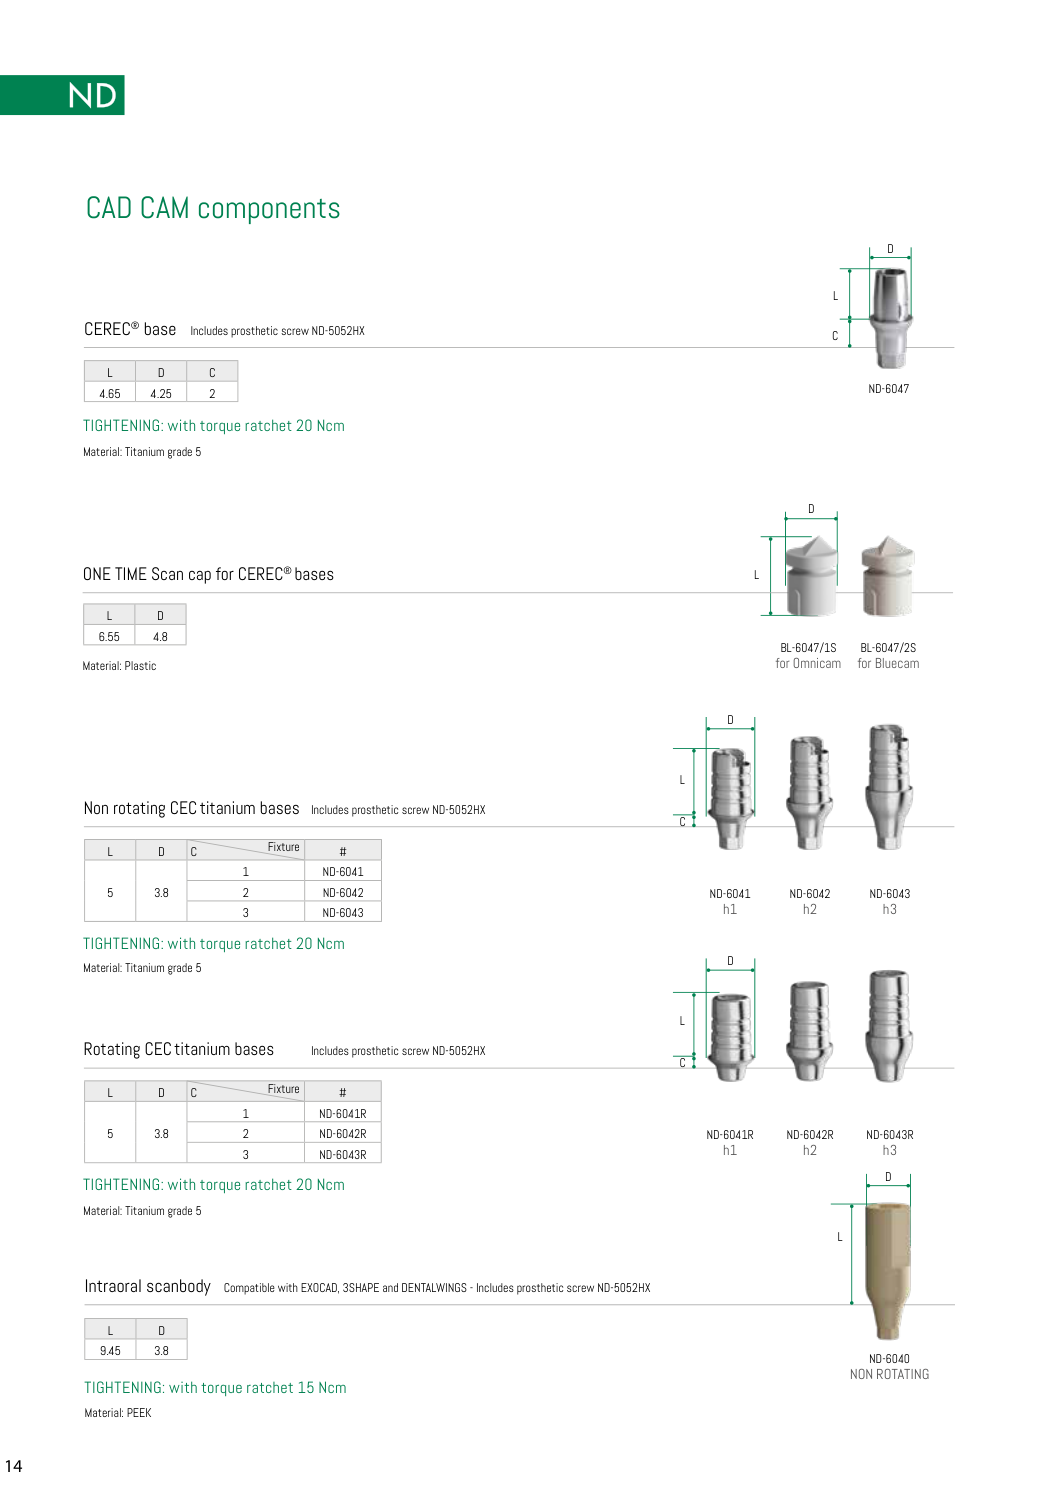 ND
CAD CAM components
D
L
C
CEREC® base Includes prosthetic screw ND-5052HX
L D C
4.65 4.25 2
ND-6047
TIGHTENING: with torque ratchet 20 Ncm
Material: Titanium grade 5
D
L
ONE TIME Scan cap for CEREC® bases
L D
6.55 4.8
BL-6047/1S BL-6047/2S
for Omnicam for Bluecam
Material: Plastic
D
L
C
Non rotating CEC titanium bases Includes prosthetic screw ND-5052HX
L D C Fixture #
1 ND-6041
5 3.8 2 ND-6042
3 ND-6043
ND-6041 ND-6042 ND-6043
h1 h2 h3
TIGHTENING: with torque ratchet 20 Ncm
Material: Titanium grade 5
D
L
C
Rotating CEC titanium bases Includes prosthetic screw ND-5052HX
L D C Fixture #
1 ND-6041R
5 3.8 2 ND-6042R
3 ND-6043R
ND-6041R ND-6042R ND-6043R
h1 h2 h3
TIGHTENING: with torque ratchet 20 Ncm
Material: Titanium grade 5
D
L
Intraoral scanbody Compatible with EXOCAD, 3SHAPE and DENTALWINGS - Includes prosthetic screw ND-5052HX
L D
9.45 3.8
ND-6040
NON ROTATING
TIGHTENING: with torque ratchet 15 Ncm
Material: PEEK
14